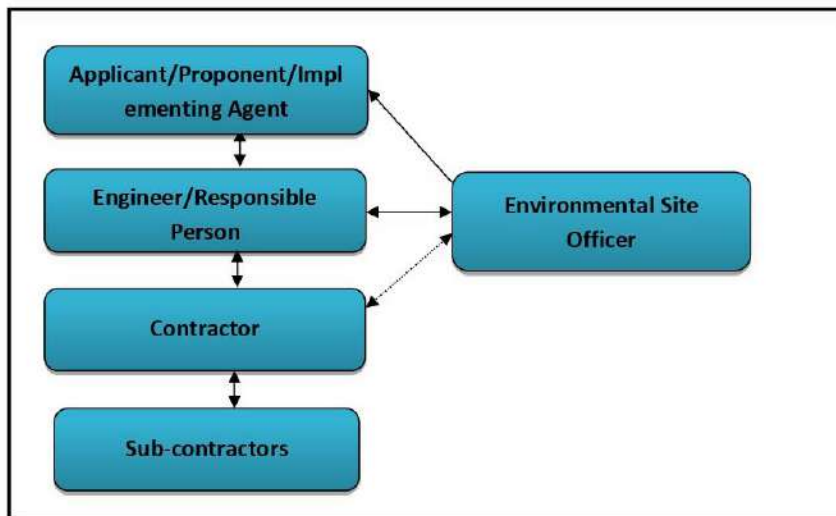 Applicant/Proponent/Impl
ementing Agent
Engineer/Responsible
Person
Environmental Site
Officer
Contractor
Sub-contractors